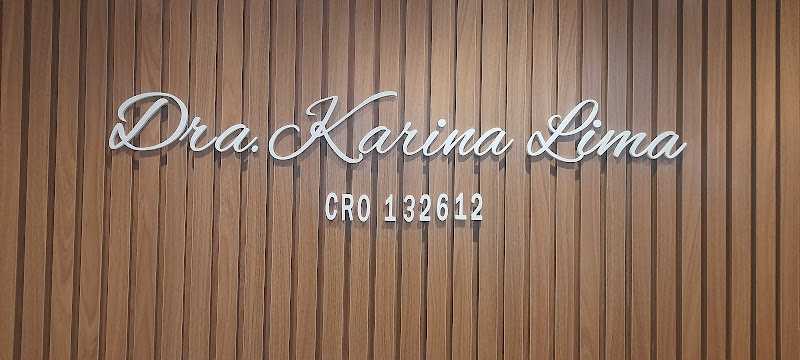 Dra. Karina Lima
CRO 132612